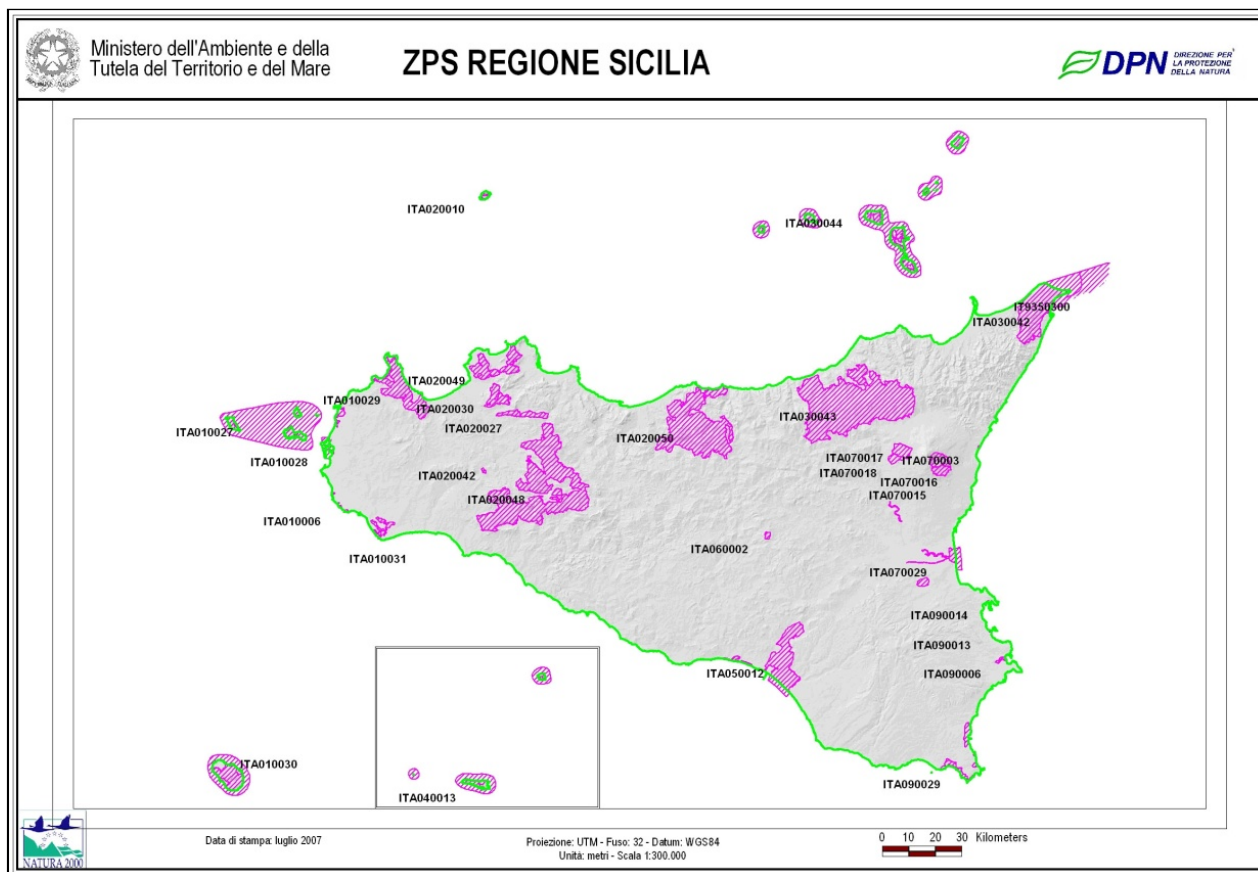 Ministero dell'Ambiente e della
Tutela del Territorio e del Mare
ZPS REGIONE SICILIA
DPN
DIREZIONE PER
LA PROTEZIONE
DELLA NATURA
ITA020010
ITA030044
IT9350300
ITA030042
ITA020049
ITA010029
ITA020030
ITA030043
ITA010027
ITA020027
ITA020050
ITA010028
ITA070017
ITA070003
ITA020042
ITA070018
ITA070016
ITA020048
ITA070015
ITA010006
ITA060002
ITA010031
ITA070029
ITA090014
ITA090013
ITA050012
ITA090006
ITA010030
ITA040013
ITA090029
NATURA 2000
Data di stampa: luglio 2007
Proiezione: UTM - Fuso: 32 - Datum: WGS84
Unità: metri - Scala 1:300.000
0 10 20 30 Kilometers